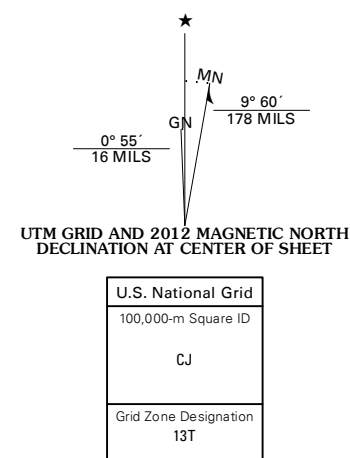 ★
MN
9° 60´
178 MILS
GN
0° 55´
16 MILS
UTM GRID AND 2012 MAGNETIC NORTH
DECLINATION AT CENTER OF SHEET
U.S. National Grid
100,000-m Square ID
CJ
Grid Zone Designation
13T